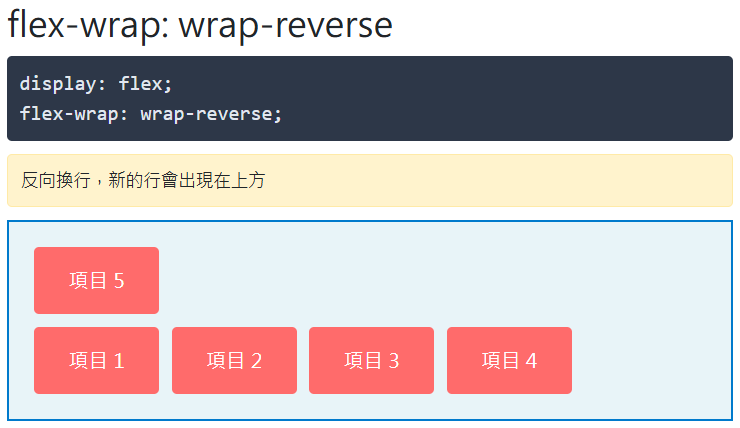 flex-wrap: wrap-reverse
display: flex;
flex-wrap: wrap-reverse;
反向換行，新的行會出現在上方
項目 5
項目 1 項目 2 項目 3 項目 4